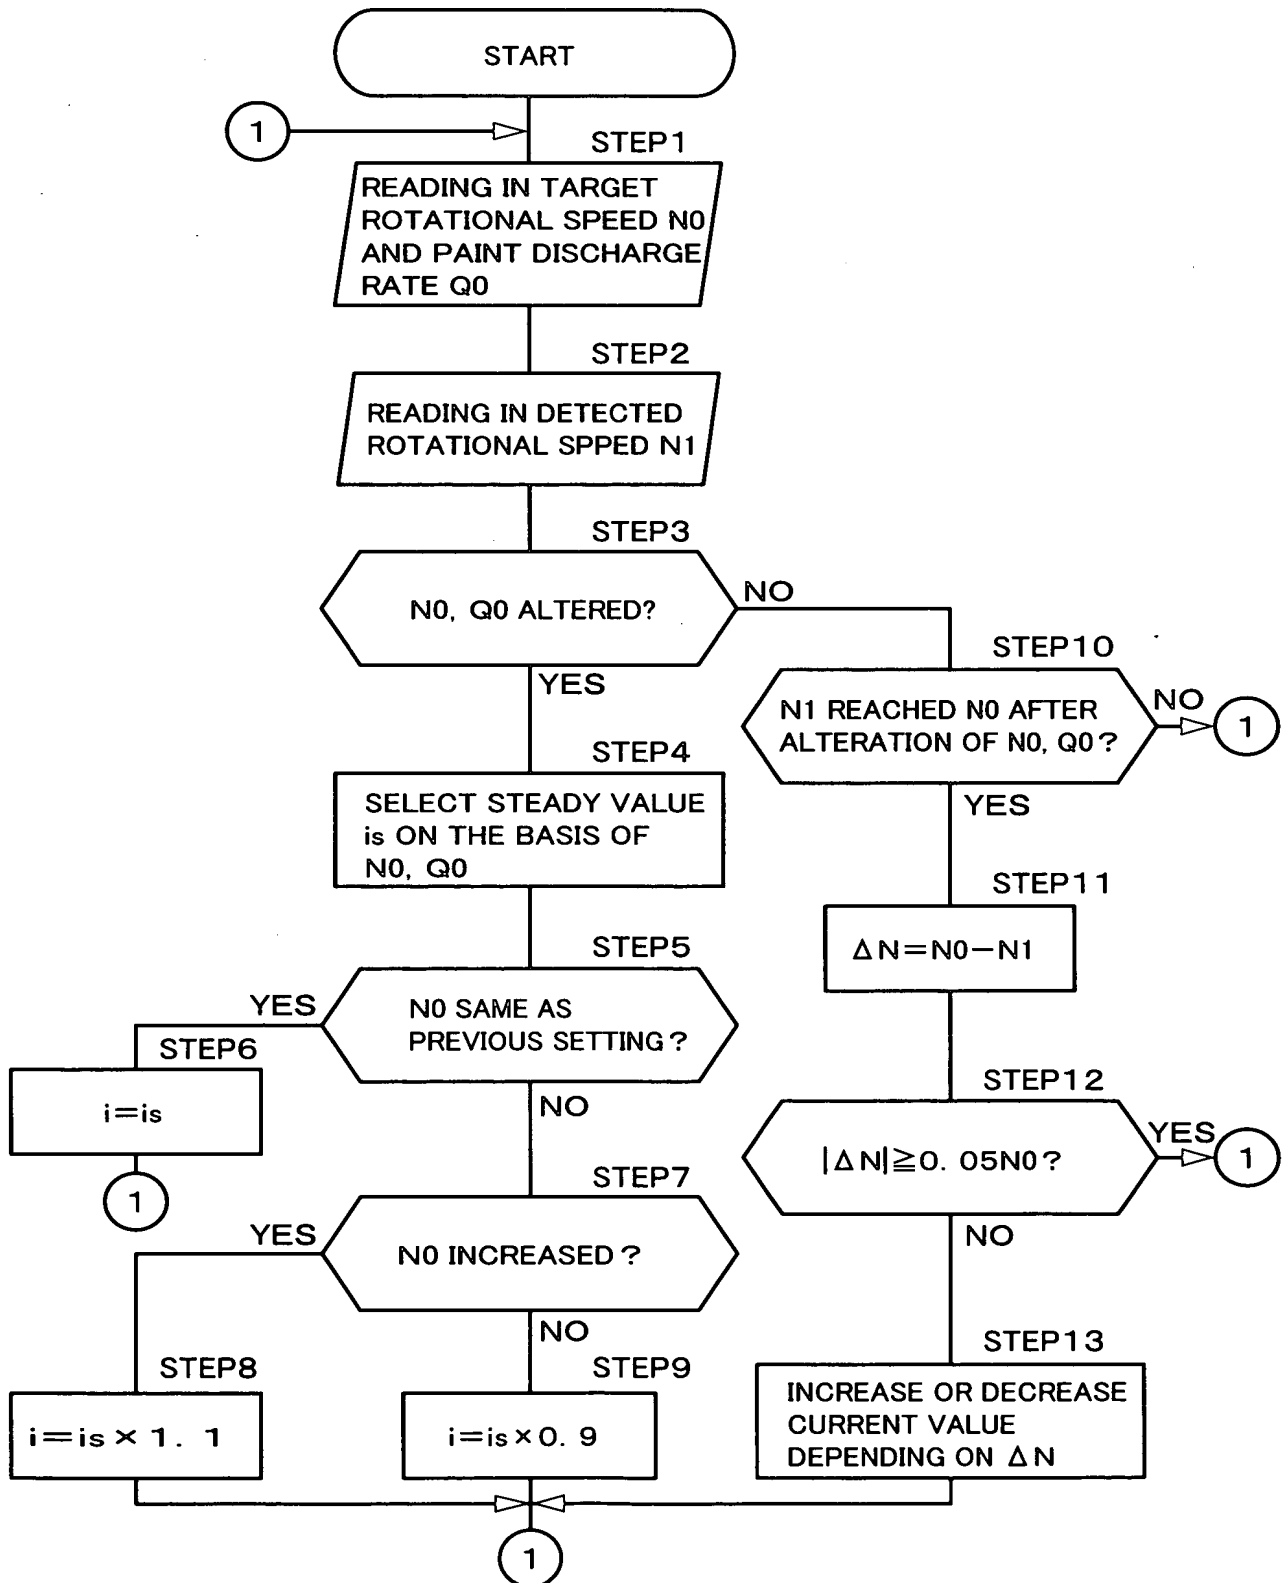 START
1
STEP1
READING IN TARGET
ROTATIONAL SPEED N0
AND PAINT DISCHARGE
RATE Q0
STEP2
READING IN DETECTED
ROTATIONAL SPPED N1
STEP3
N0, Q0 ALTERED?
NO
YES
STEP10
N1 REACHED N0 AFTER
ALTERATION OF N0, Q0?
NO
1
YES
STEP4
SELECT STEADY VALUE
is ON THE BASIS OF
N0, Q0
STEP11
ΔN=N0−N1
STEP5
N0 SAME AS
PREVIOUS SETTING?
YES
NO
STEP6
i=is
1
STEP12
|ΔN|≧0. 05N0?
YES
1
NO
STEP7
N0 INCREASED?
YES
NO
STEP8
i=is×1. 1
STEP9
i=is×0. 9
STEP13
INCREASE OR DECREASE
CURRENT VALUE
DEPENDING ON ΔN
1